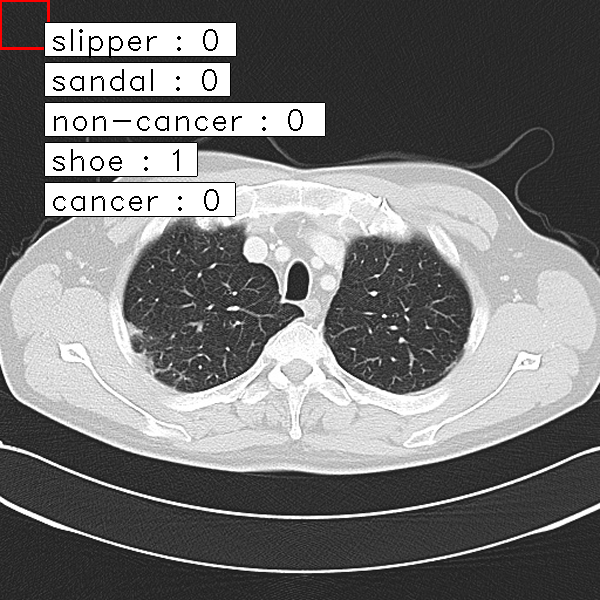 slipper : 0
sandal : 0
non-cancer : 0
shoe : 1
cancer : 0